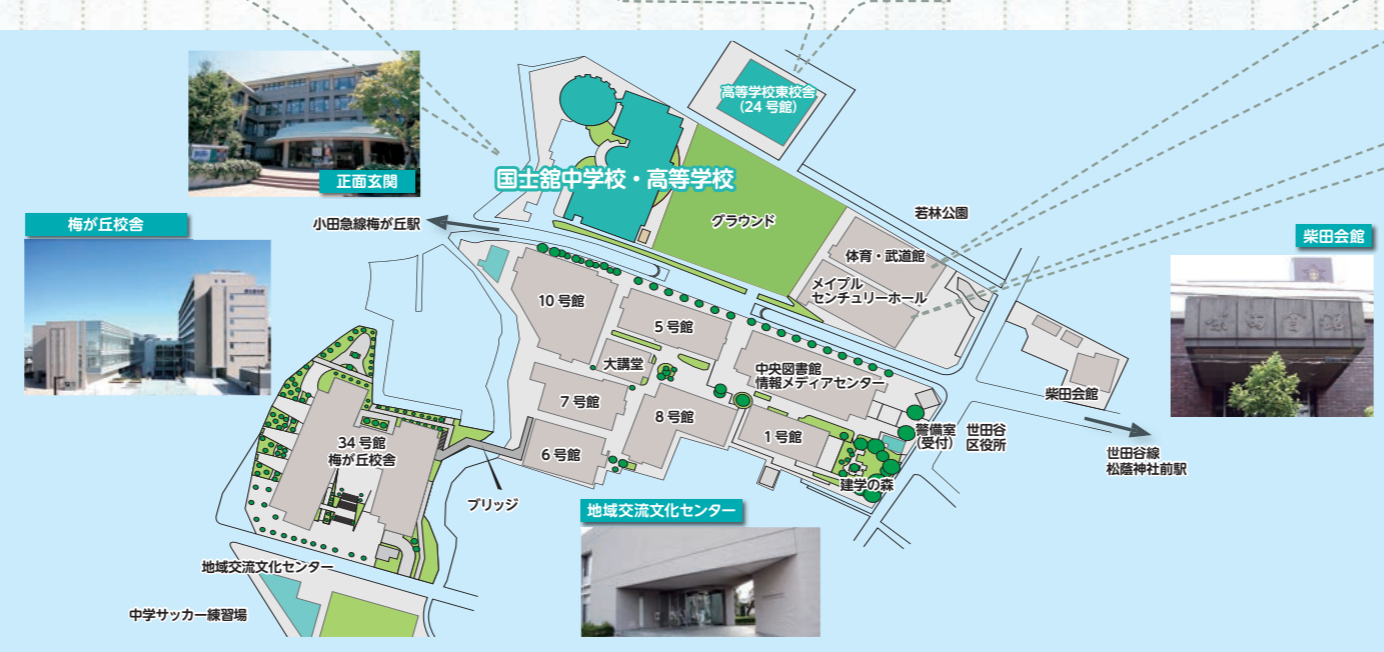 高等学校東校舎
(24 号館)
正面玄関
国士舘中学校・高等学校
梅が丘校舎
小田急線梅が丘駅
グラウンド
若林公園
柴田会館
体育・武道館
メイプル
センチュリーホール
10 号館
5 号館
大講堂
中央図書館
情報メディアセンター
柴田会館
7 号館
8 号館
1 号館
警備室
(受付)
世田谷
区役所
34 号館
梅が丘校舎
6 号館
世田谷線
松蔭神社前駅
建学の森
ブリッジ
地域交流文化センター
地域交流文化センター
中学サッカー練習場